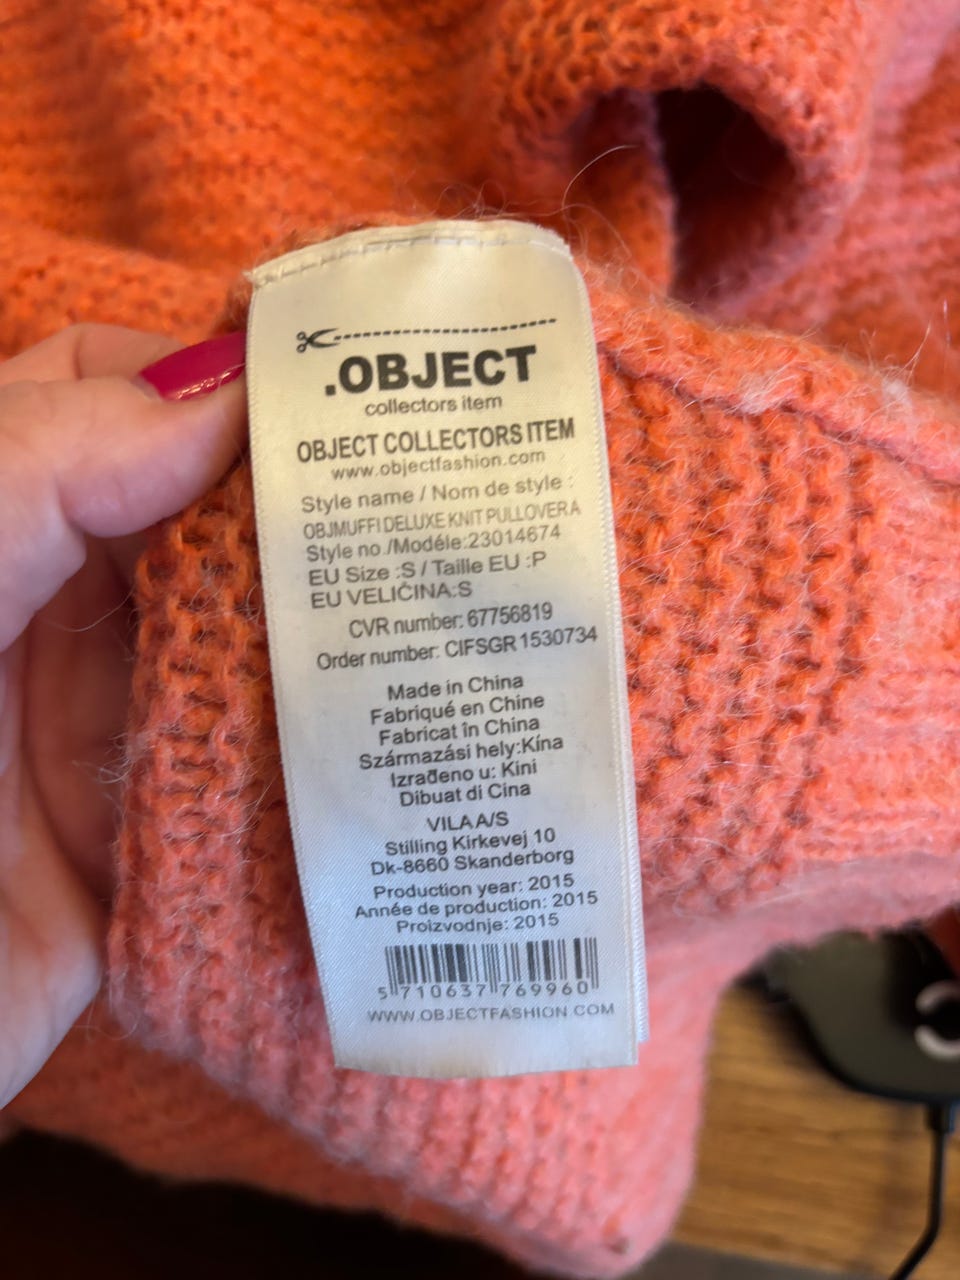 .OBJECT
collectors item
OBJECT COLLECTORS ITEM
www.objectfashion.com
Style name / Nom de style :
OBJMUFFI DELUXE KNIT PULLOVER A
Style no./Modéle:23014674
EU Size :S / Taille EU :P
EU VELIČINA:S
CVR number: 67756819
Order number: CIFSGR 1530734
Made in China
Fabriqué en Chine
Fabricat în China
Származási hely:Kína
Izrađeno u: Kini
Dibuat di Cina
VILA A/S
Stilling Kirkevej 10
Dk-8660 Skanderborg
Production year: 2015
Année de production: 2015
Proizvodnje: 2015
5 710637 769960
WWW.OBJECTFASHION.COM